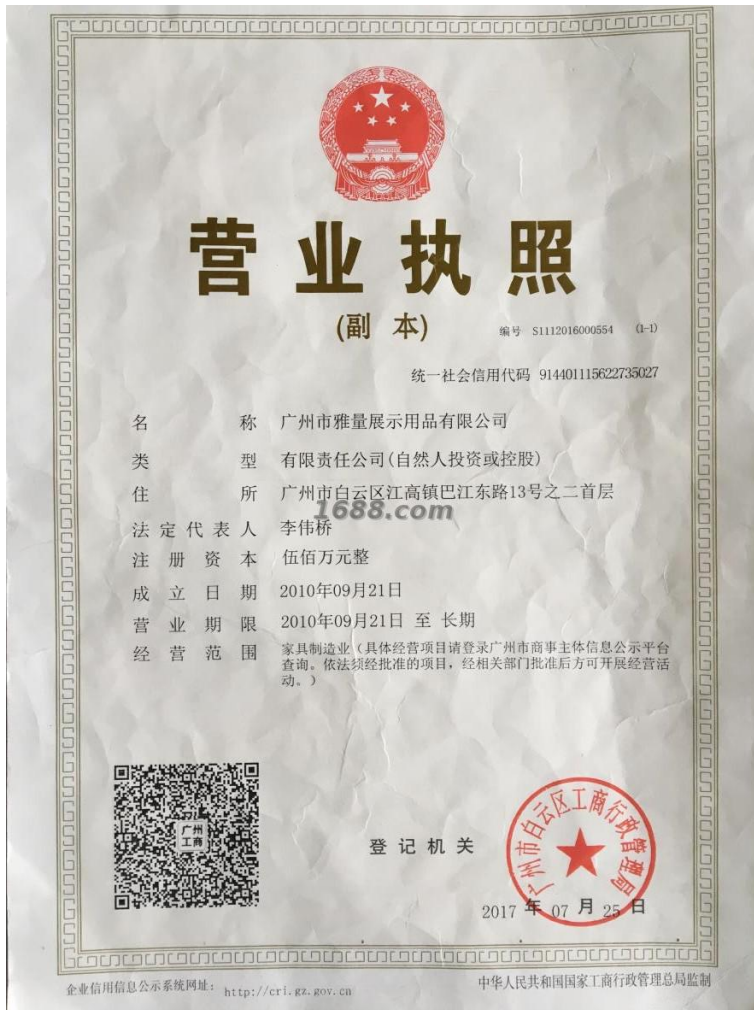 营业执照
(副 本)
编号 S1112016000554 (1-1)
统一社会信用代码 914401115622735027
名 称 广州市雅量展示用品有限公司
类 型 有限责任公司(自然人投资或控股)
住 所 广州市白云区江高镇巴江东路13号之二首层
1688.com
法定代表人 李伟桥
注册资本 伍佰万元整
成立日期 2010年09月21日
营业期限 2010年09月21日 至 长期
经营范围 家具制造业(具体经营项目请登录广州市商事主体信息公示平台
查询。依法须经批准的项目,经相关部门批准后方可开展经营活
动。)
广州
工商
登记机关
广州市白云区工商行政管理局
2017 年 07 月 25 日
企业信用信息公示系统网址: http://cri.gz.gov.cn
中华人民共和国国家工商行政管理总局监制